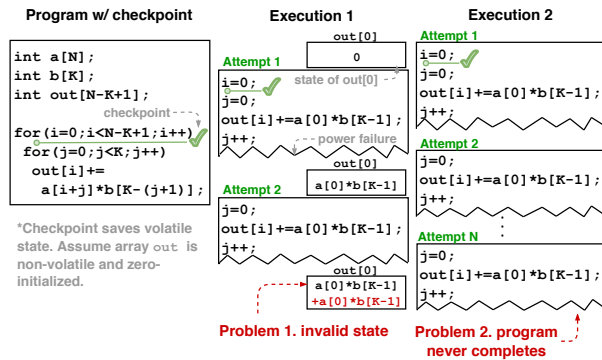 Program w/ checkpoint
int a[N];
int b[K];
int out[N-K+1];
checkpoint
for(i=0;i<N-K+1;i++)
for(j=0;j<K;j++)
out[i]+=
a[i+j]*b[K-(j+1)];
*Checkpoint saves volatile
state. Assume array out is
non-volatile and zero-
initialized.
Execution 1
out[0]
0
Attempt 1
state of out[0]
i=0;
j=0;
out[i]+=a[0]*b[K-1];
j++;
power failure
out[0]
a[0]*b[K-1]
Attempt 2
j=0;
out[i]+=a[0]*b[K-1];
j++;
out[0]
a[0]*b[K-1]
+a[0]*b[K-1]
Problem 1. invalid state
Execution 2
Attempt 1
i=0;
j=0;
out[i]+=a[0]*b[K-1];
j++;
Attempt 2
j=0;
out[i]+=a[0]*b[K-1];
j++;
Attempt N
j=0;
out[i]+=a[0]*b[K-1];
j++;
Problem 2. program
never completes